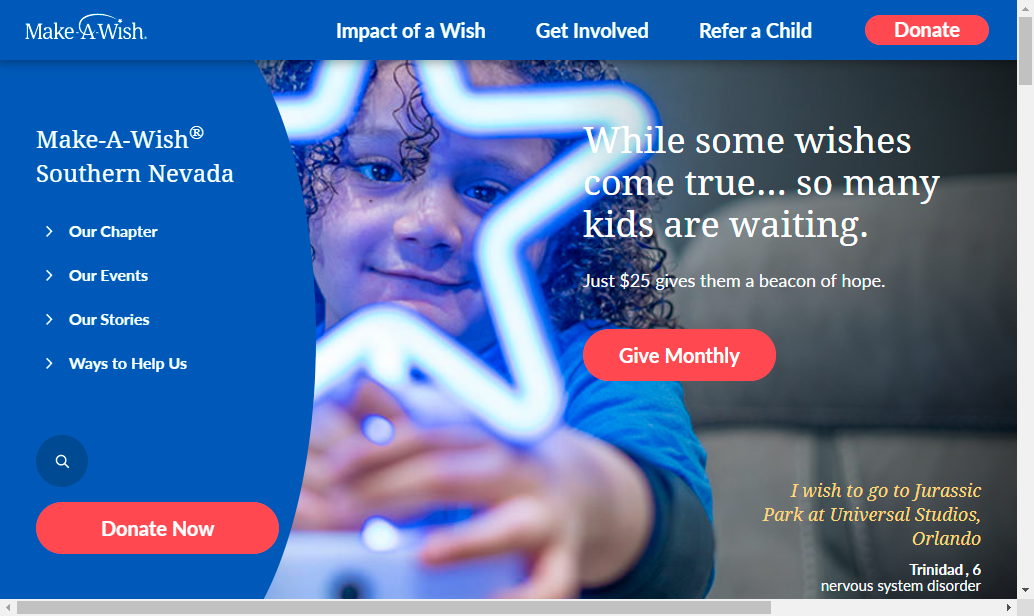 Make-A-Wish.
Impact of a Wish
Get Involved
Refer a Child
Donate
Make-A-Wish®
Southern Nevada
Our Chapter
Our Events
Our Stories
Ways to Help Us
Donate Now
While some wishes
come true... so many
kids are waiting.
Just $25 gives them a beacon of hope.
Give Monthly
I wish to go to Jurassic
Park at Universal Studios,
Orlando
Trinidad , 6
nervous system disorder